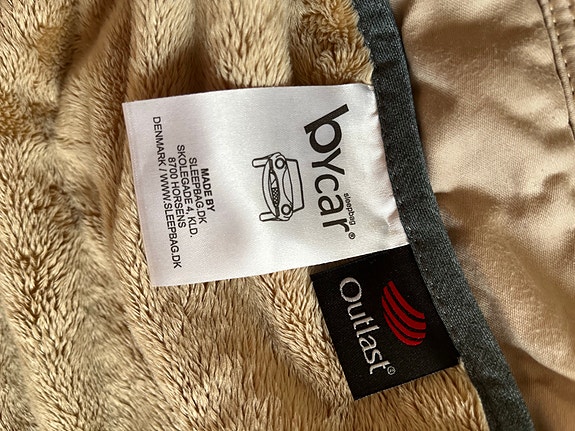 bycar
sleepbag®
MADE BY
SLEEPBAG.DK
SKOLEGADE 4, KLD.
8700 HORSENS
DENMARK / WWW.SLEEPBAG.DK
Outlast®